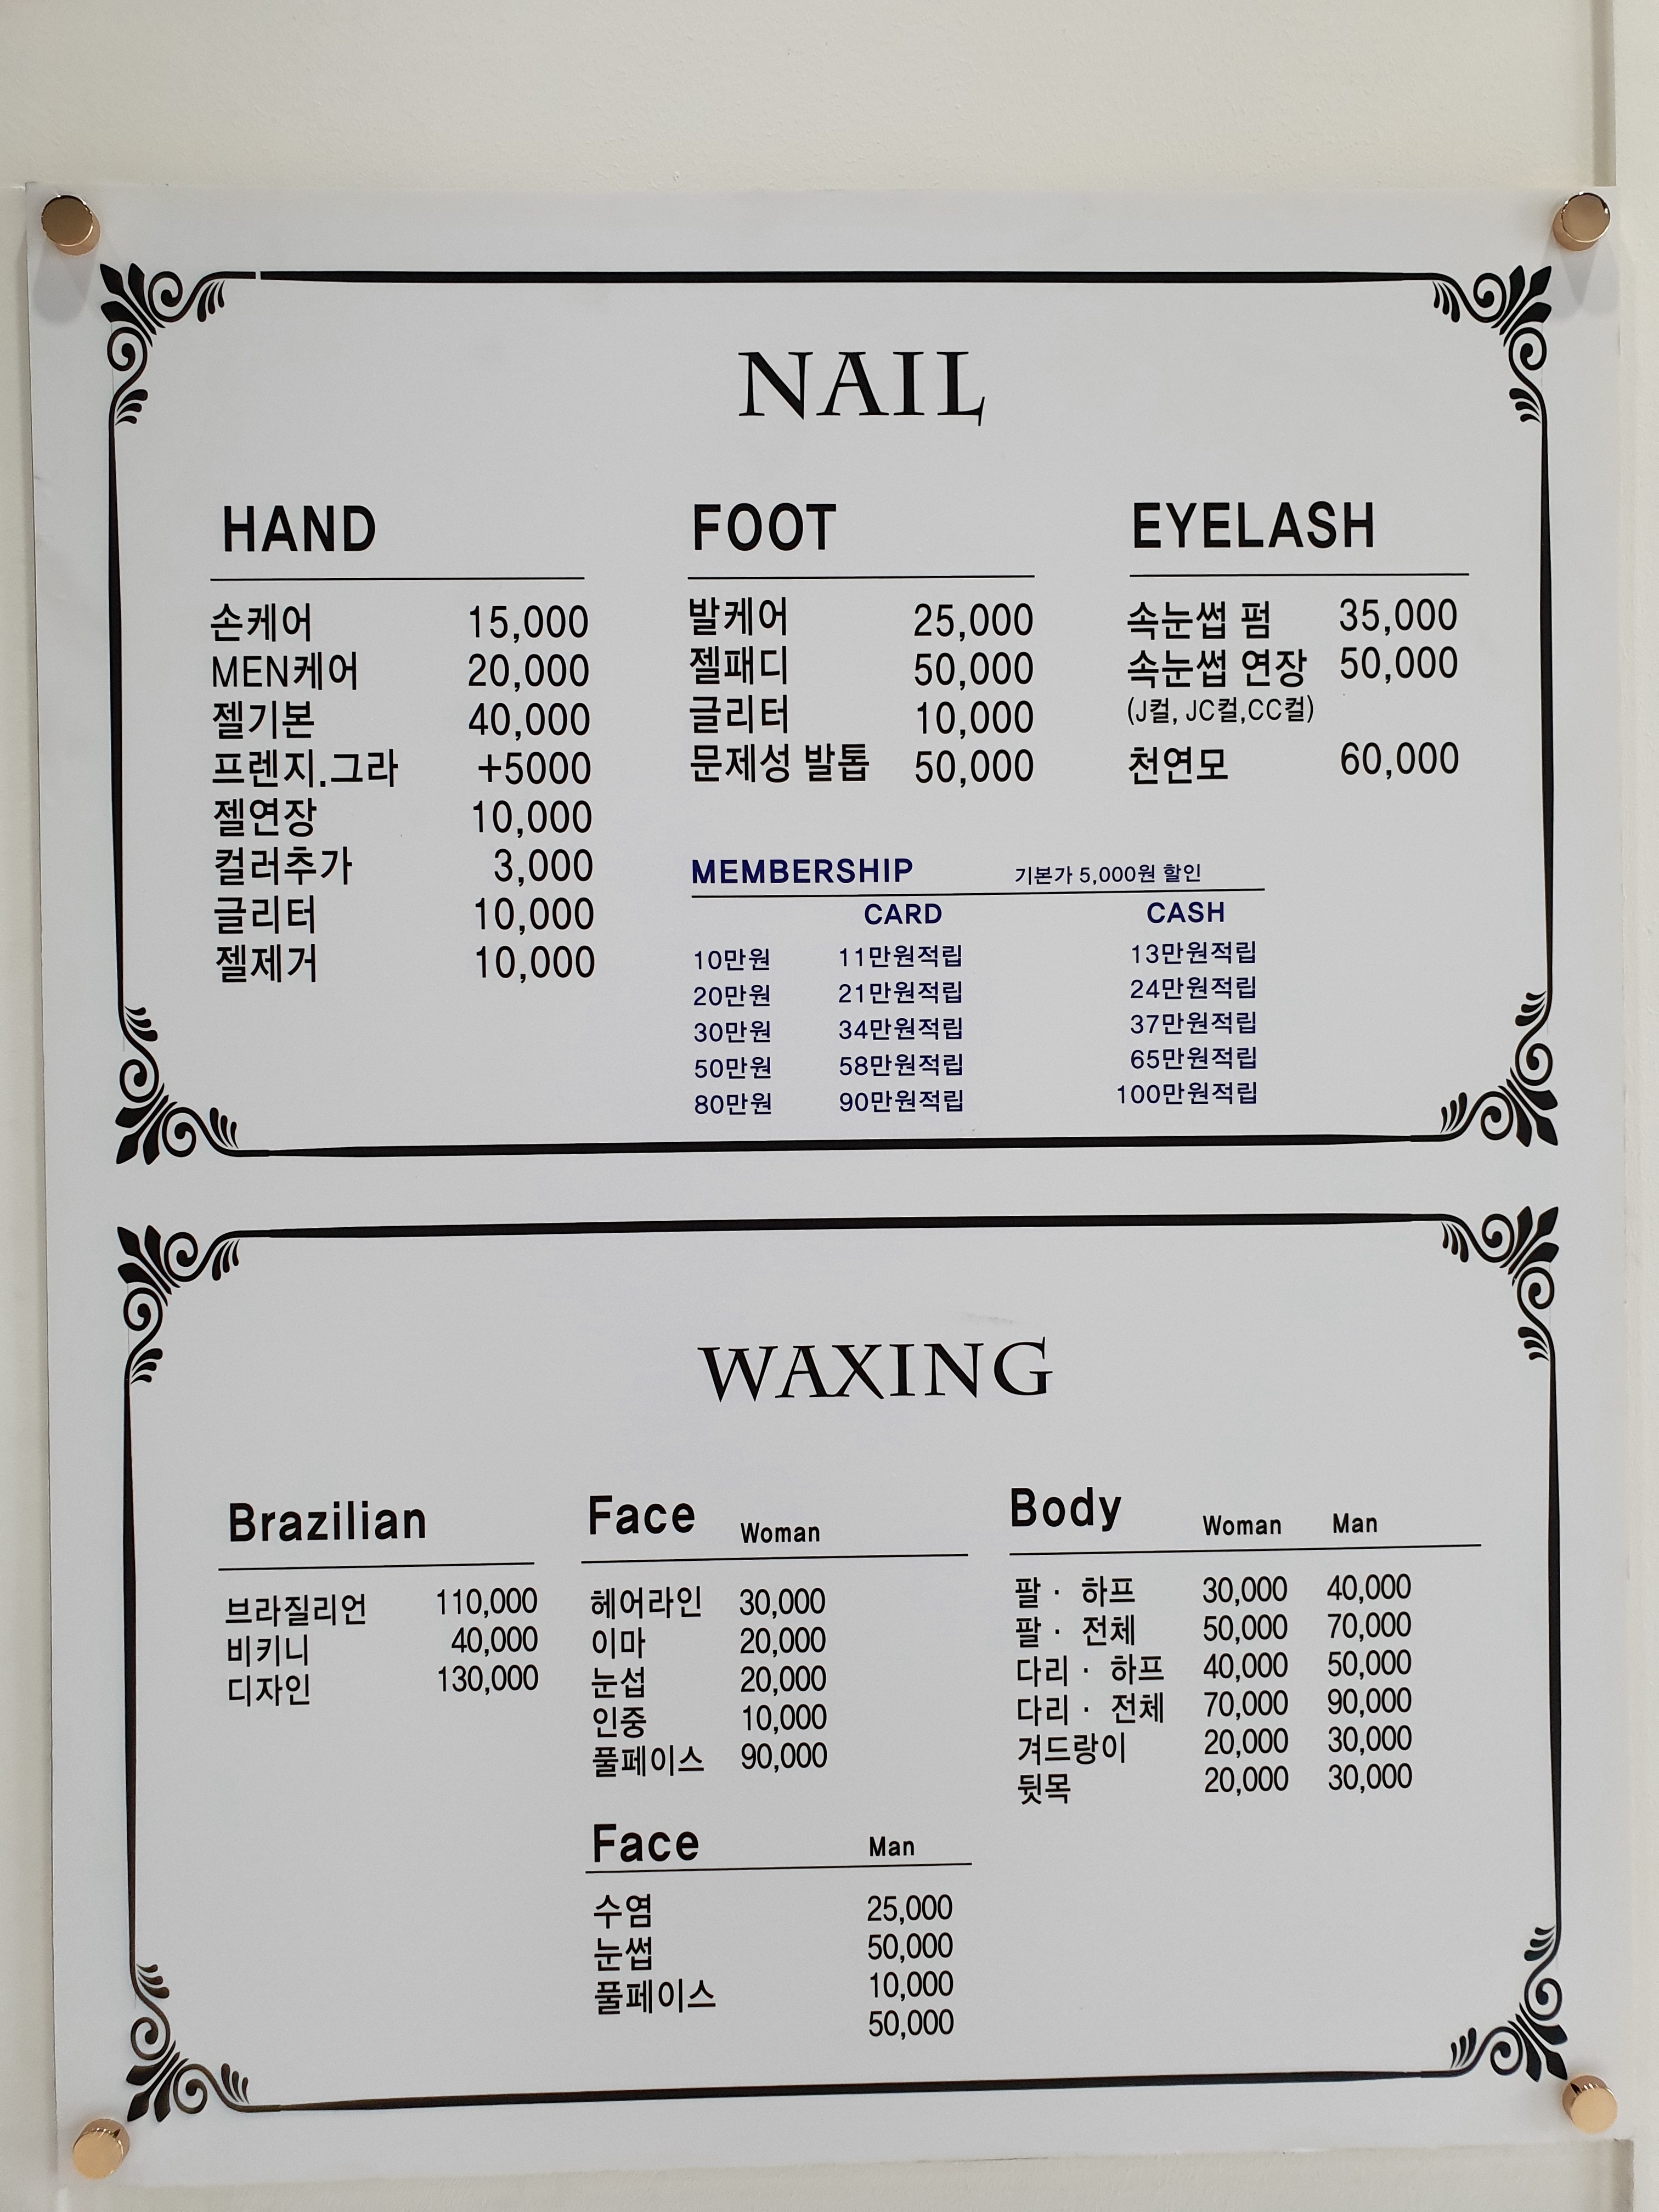 NAIL
HAND
손케어 15,000
MEN케어 20,000
젤기본 40,000
프렌지.그라 +5000
젤연장 10,000
컬러추가 3,000
글리터 10,000
젤제거 10,000
FOOT
발케어 25,000
젤패디 50,000
글리터 10,000
문제성 발톱 50,000
EYELASH
속눈썹 펌 35,000
속눈썹 연장 50,000
(J컬, JC컬,CC컬)
천연모 60,000
MEMBERSHIP 기본가 5,000원 할인
CARD CASH
10만원 11만원적립 13만원적립
20만원 21만원적립 24만원적립
30만원 34만원적립 37만원적립
50만원 58만원적립 65만원적립
80만원 90만원적립 100만원적립
WAXING
Brazilian
브라질리언 110,000
비키니 40,000
디자인 130,000
Face Woman
헤어라인 30,000
이마 20,000
눈섭 20,000
인중 10,000
풀페이스 90,000
Face Man
수염 25,000
눈썹 50,000
풀페이스 10,000
50,000
Body Woman Man
팔 · 하프 30,000 40,000
팔 · 전체 50,000 70,000
다리 · 하프 40,000 50,000
다리 · 전체 70,000 90,000
겨드랑이 20,000 30,000
뒷목 20,000 30,000